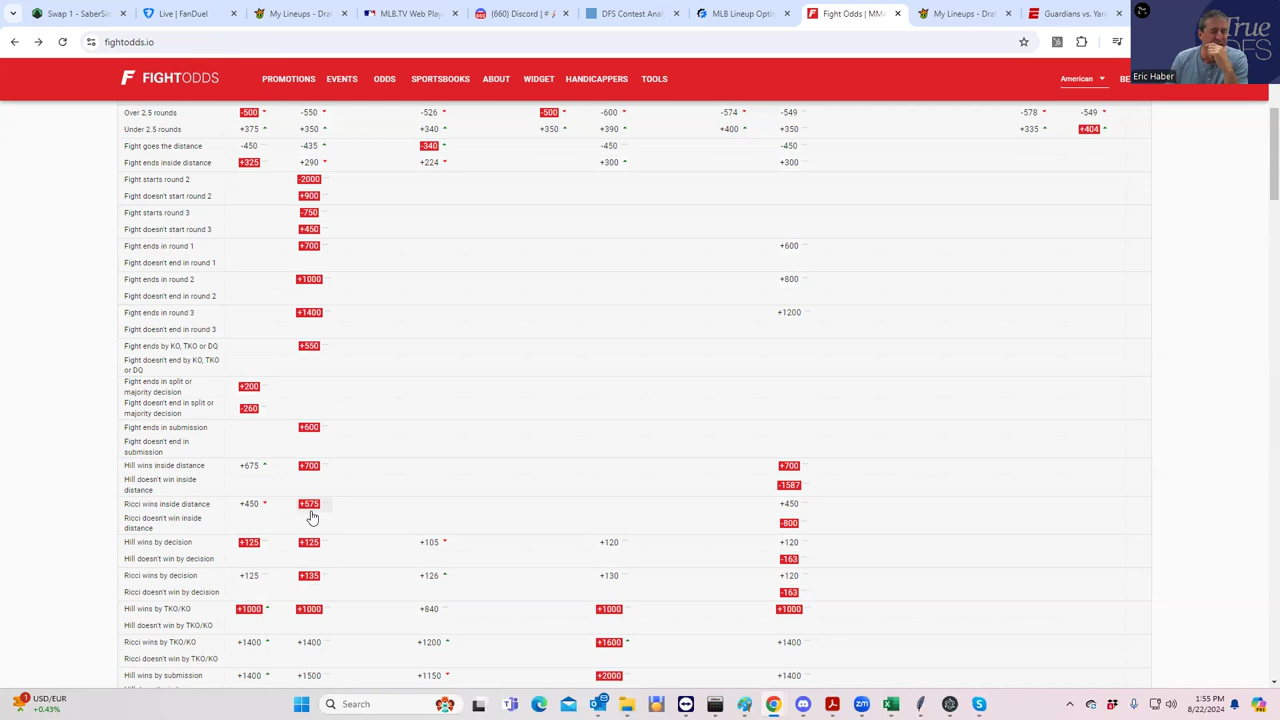 Swap 1 - SaberSi
My Lineups - Draf
MLB.TV Web Playe
(660) Discord | # 
DFS Contest Analy
MLB Lineup Optim
Fight Odds | MMA
My Lineups - Draf
Guardians vs. Yan
fightodds.io
True
DFS
Eric Haber
FIGHTODDS
PROMOTIONS EVENTS ODDS SPORTSBOOKS ABOUT WIDGET HANDICAPPERS TOOLS
American
BE
Over 2.5 rounds -500 -550 -526 -500 -600 -574 -549 -578 -549
Under 2.5 rounds +375 +350 +340 +350 +390 +400 +350 +335 +404
Fight goes the distance -450 -435 -340 -450 -450
Fight ends inside distance +325 +290 +224 +300 +300
Fight starts round 2 -2000
Fight doesn't start round 2 +900
Fight starts round 3 -750
Fight doesn't start round 3 +450
Fight ends in round 1 +700 +600
Fight doesn't end in round 1
Fight ends in round 2 +1000 +800
Fight doesn't end in round 2
Fight ends in round 3 +1400 +1200
Fight doesn't end in round 3
Fight ends by KO, TKO or DQ +550
Fight doesn't end by KO, TKO
or DQ
Fight ends in split or
majority decision +200
Fight doesn't end in split or
majority decision -260
Fight ends in submission +600
Fight doesn't end in
submission
Hill wins inside distance +675 +700 +700
Hill doesn't win inside
distance -1587
Ricci wins inside distance +450 +575 +450
Ricci doesn't win inside
distance -800
Hill wins by decision +125 +125 +105 +120 +120
Hill doesn't win by decision -163
Ricci wins by decision +125 +135 +126 +130 +120
Ricci doesn't win by decision -163
Hill wins by TKO/KO +1000 +1000 +840 +1000 +1000
Hill doesn't win by TKO/KO
Ricci wins by TKO/KO +1400 +1400 +1200 +1600 +1400
Ricci doesn't win by TKO/KO
Hill wins by submission +1400 +1500 +1150 +2000 +1400
1
USD/EUR
+0.43%
Search
1:55 PM
8/22/2024